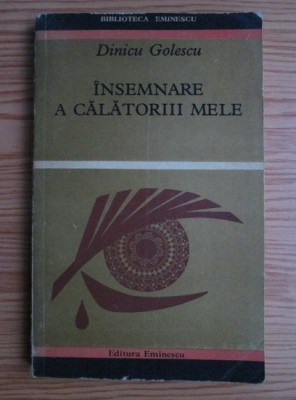 BIBLIOTECA EMINESCU
Dinicu Golescu
ÎNSEMNARE
A CĂLĂTORIII MELE
Editura Eminescu